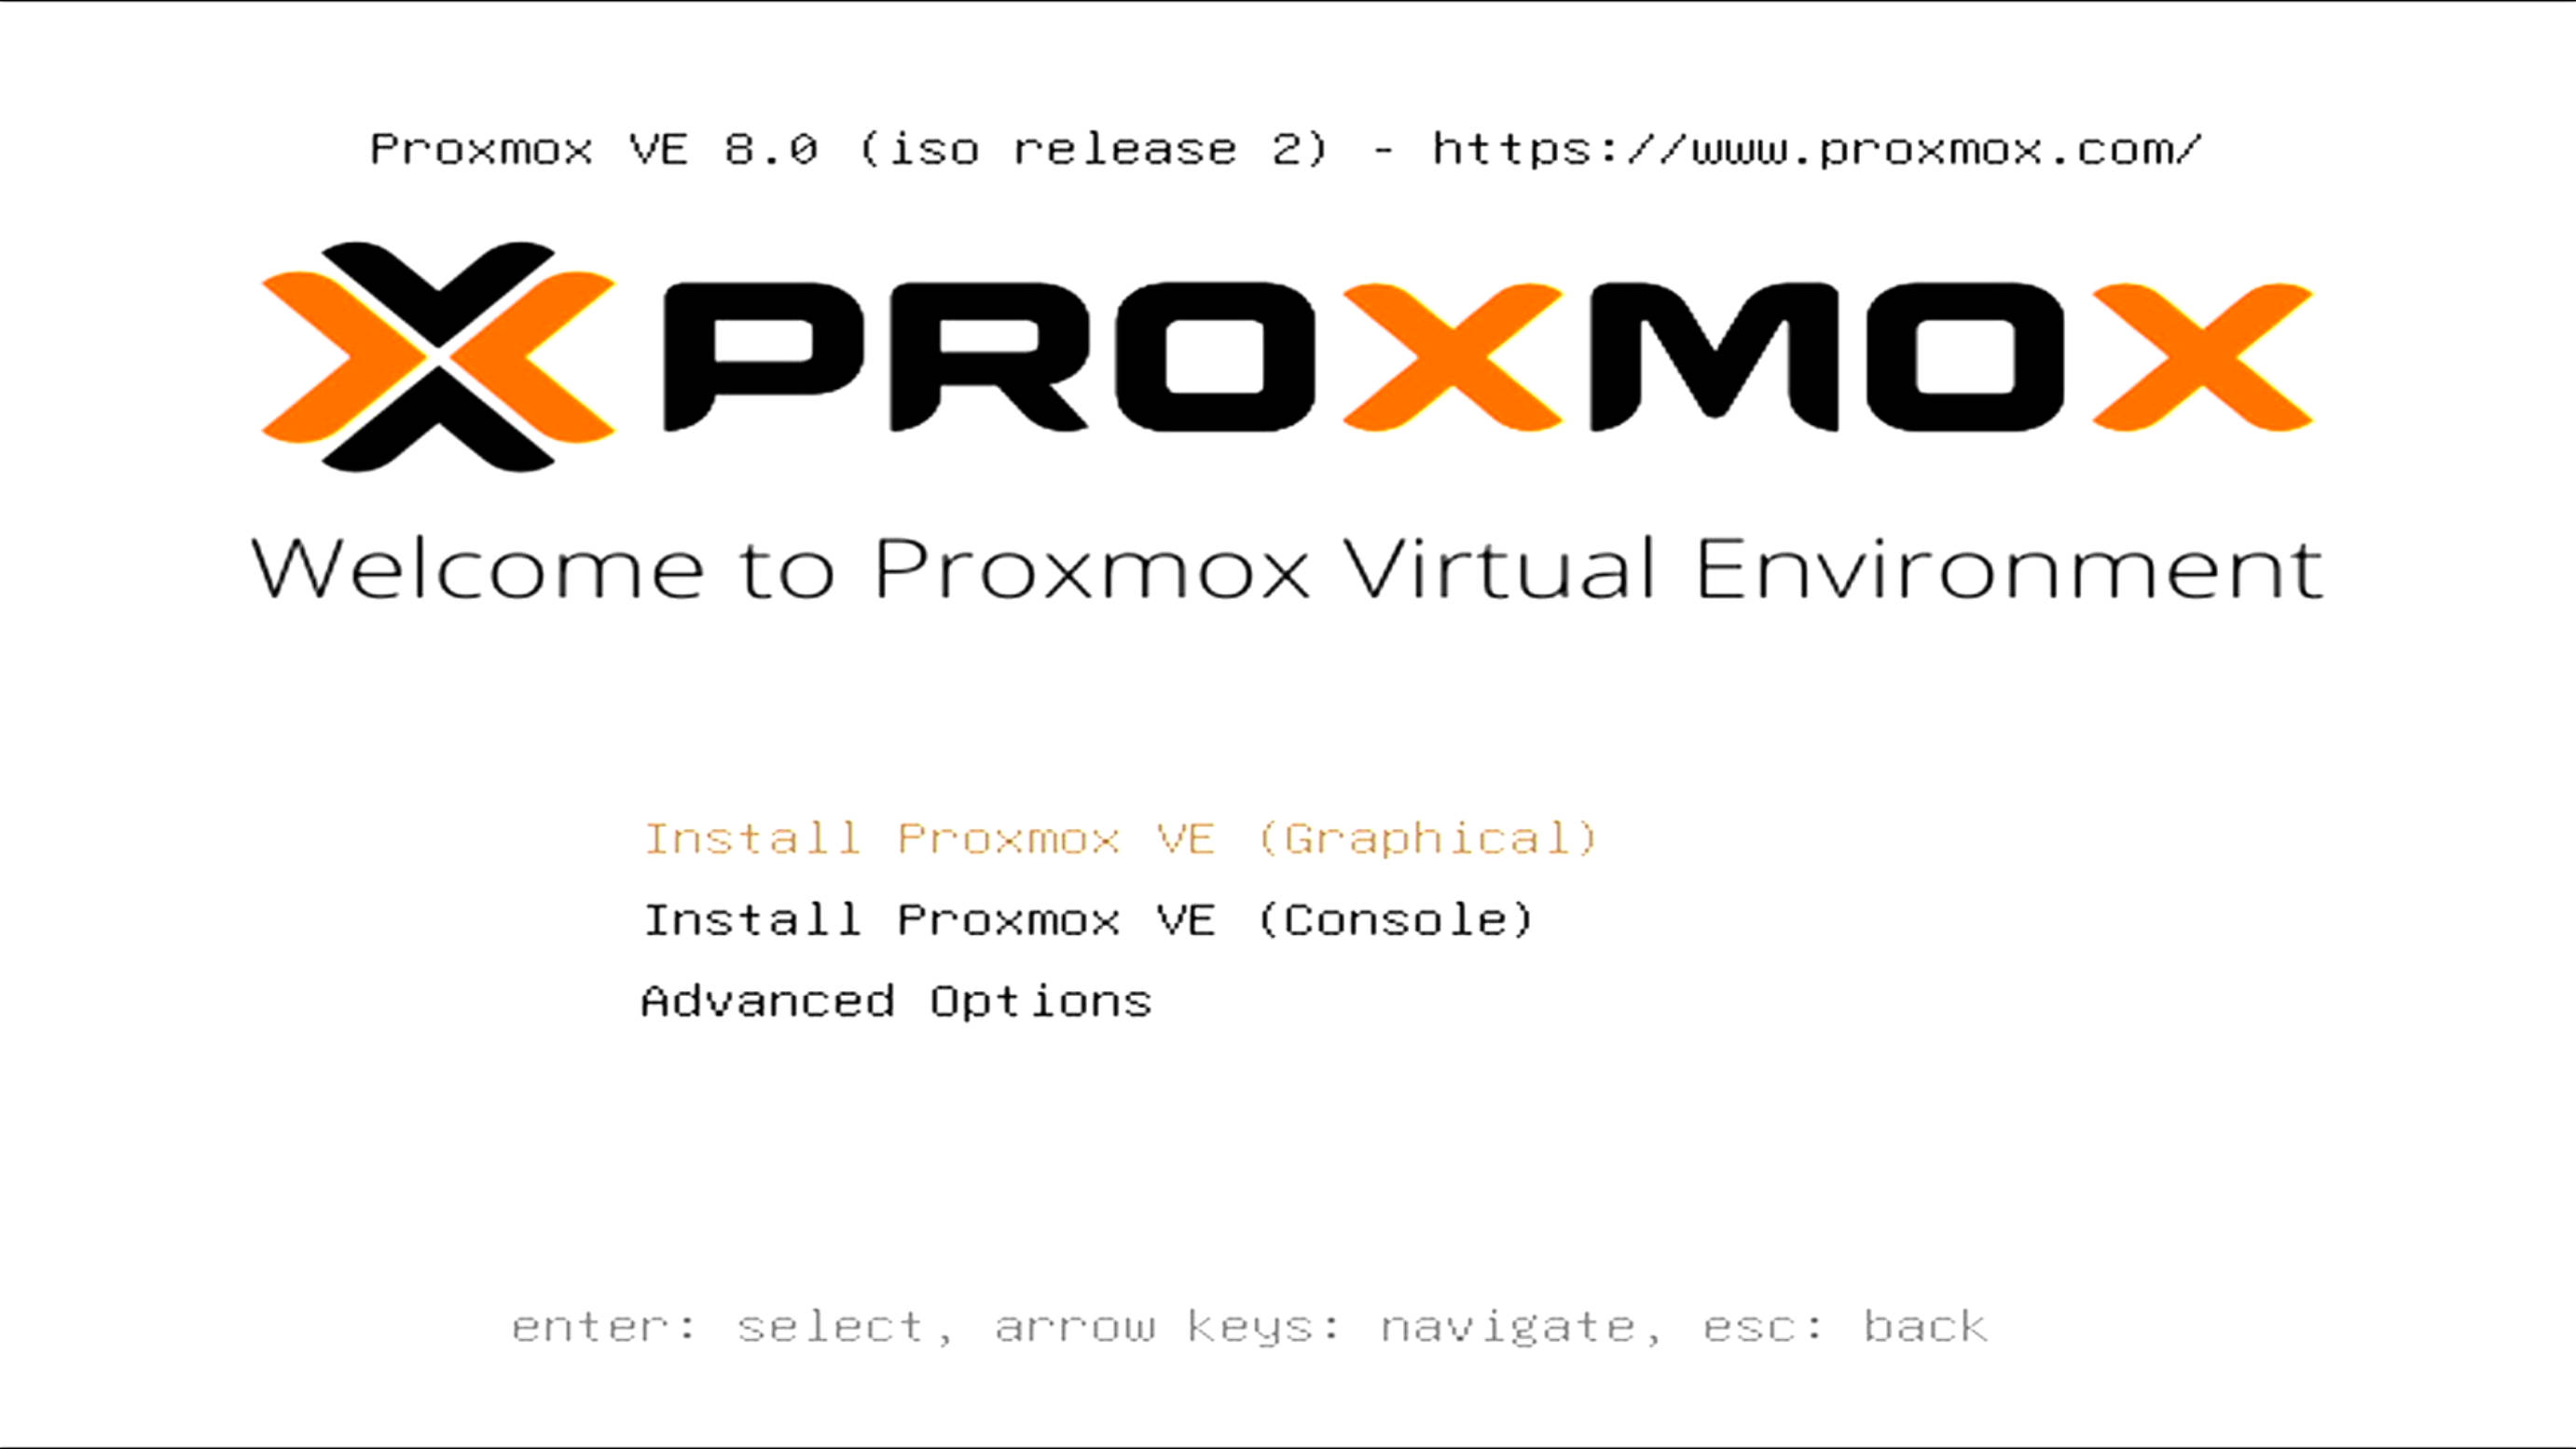 Proxmox VE 8.0 (iso release 2) - https://www.proxmox.com/
PROXMOX
Welcome to Proxmox Virtual Environment
Install Proxmox VE (Graphical)
Install Proxmox VE (Console)
Advanced Options
enter: select, arrow keys: navigate, esc: back